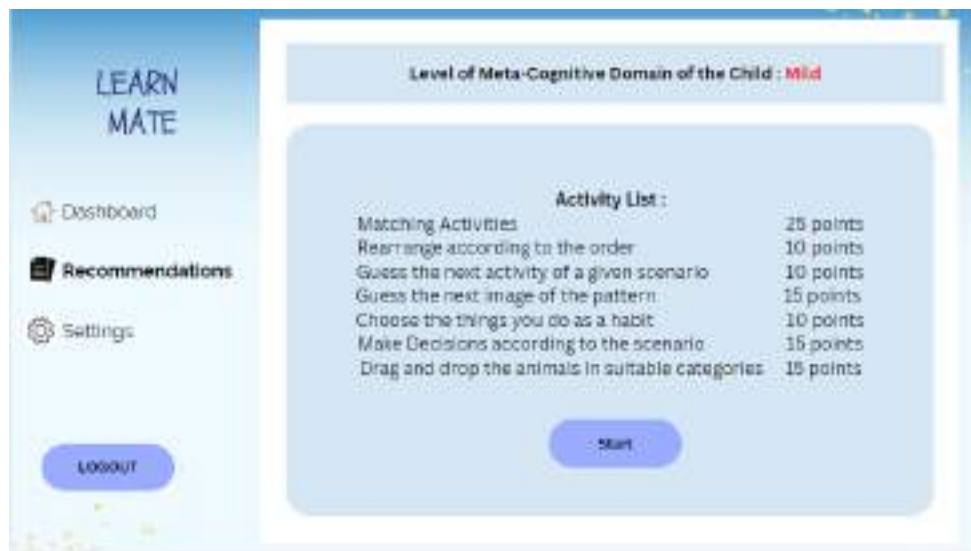 LEARN
MATE
Dashboard
Recommendations
Settings
LOGOUT
Level of Meta-Cognitive Domain of the Child : Mild
Activity List :
Matching Activities 25 points
Rearrange according to the order 10 points
Guess the next activity of a given scenario 10 points
Guess the next image of the pattern 15 points
Choose the things you do as a habit 10 points
Make Decisions according to the scenario 15 points
Drag and drop the animals in suitable categories 15 points
Start